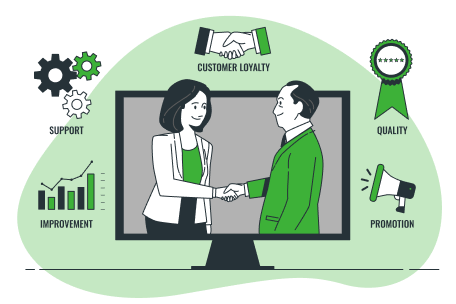 CUSTOMER LOYALTY
SUPPORT
QUALITY
IMPROVEMENT
PROMOTION